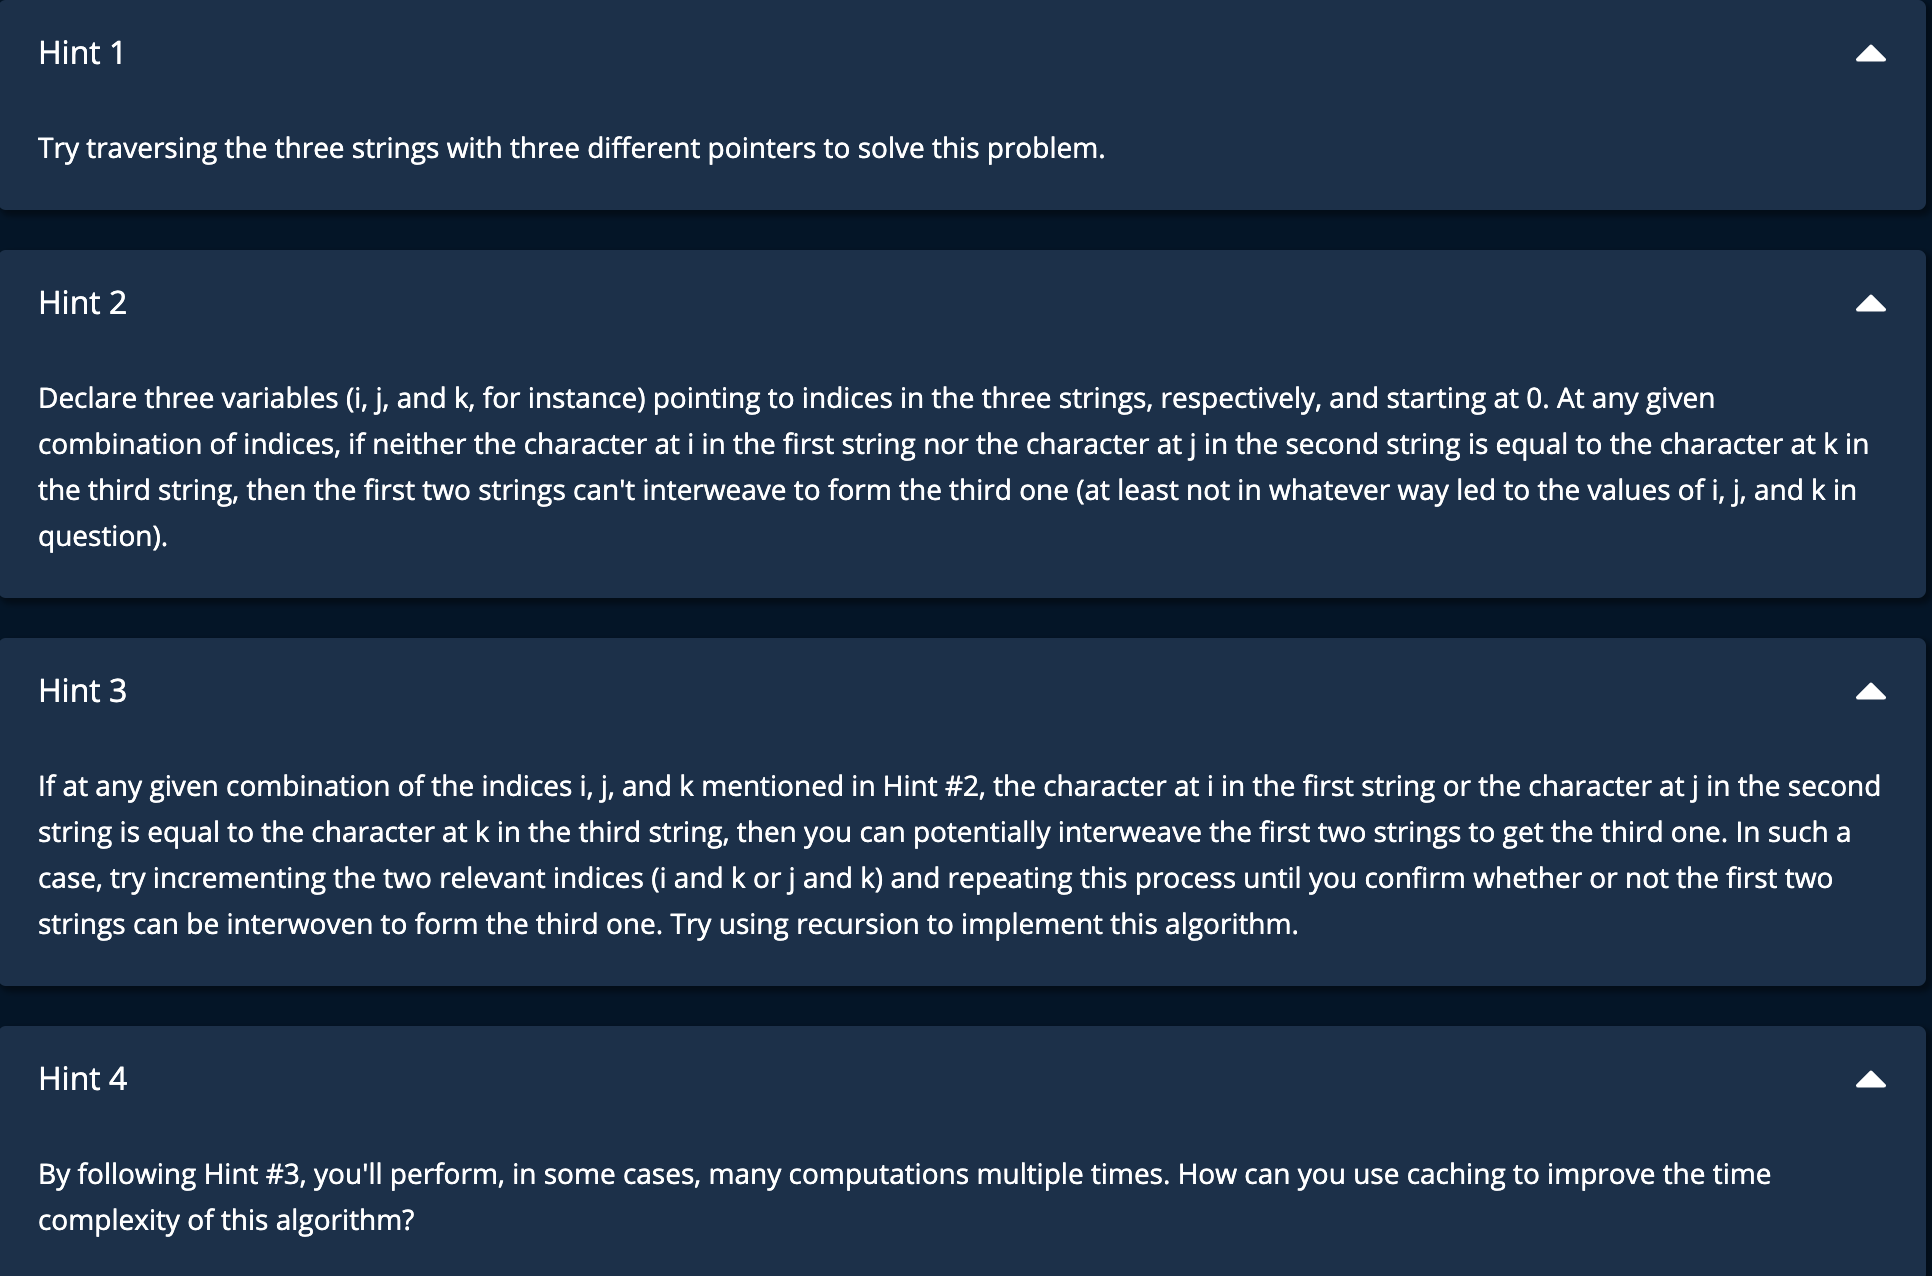 Hint 1
Try traversing the three strings with three different pointers to solve this problem.
Hint 2
Declare three variables (i, j, and k, for instance) pointing to indices in the three strings, respectively, and starting at 0. At any given
combination of indices, if neither the character at i in the first string nor the character at j in the second string is equal to the character at k in
the third string, then the first two strings can't interweave to form the third one (at least not in whatever way led to the values of i, j, and k in
question).
Hint 3
If at any given combination of the indices i, j, and k mentioned in Hint #2, the character at i in the first string or the character at j in the second
string is equal to the character at k in the third string, then you can potentially interweave the first two strings to get the third one. In such a
case, try incrementing the two relevant indices (i and k or j and k) and repeating this process until you confirm whether or not the first two
strings can be interwoven to form the third one. Try using recursion to implement this algorithm.
Hint 4
By following Hint #3, you'll perform, in some cases, many computations multiple times. How can you use caching to improve the time
complexity of this algorithm?